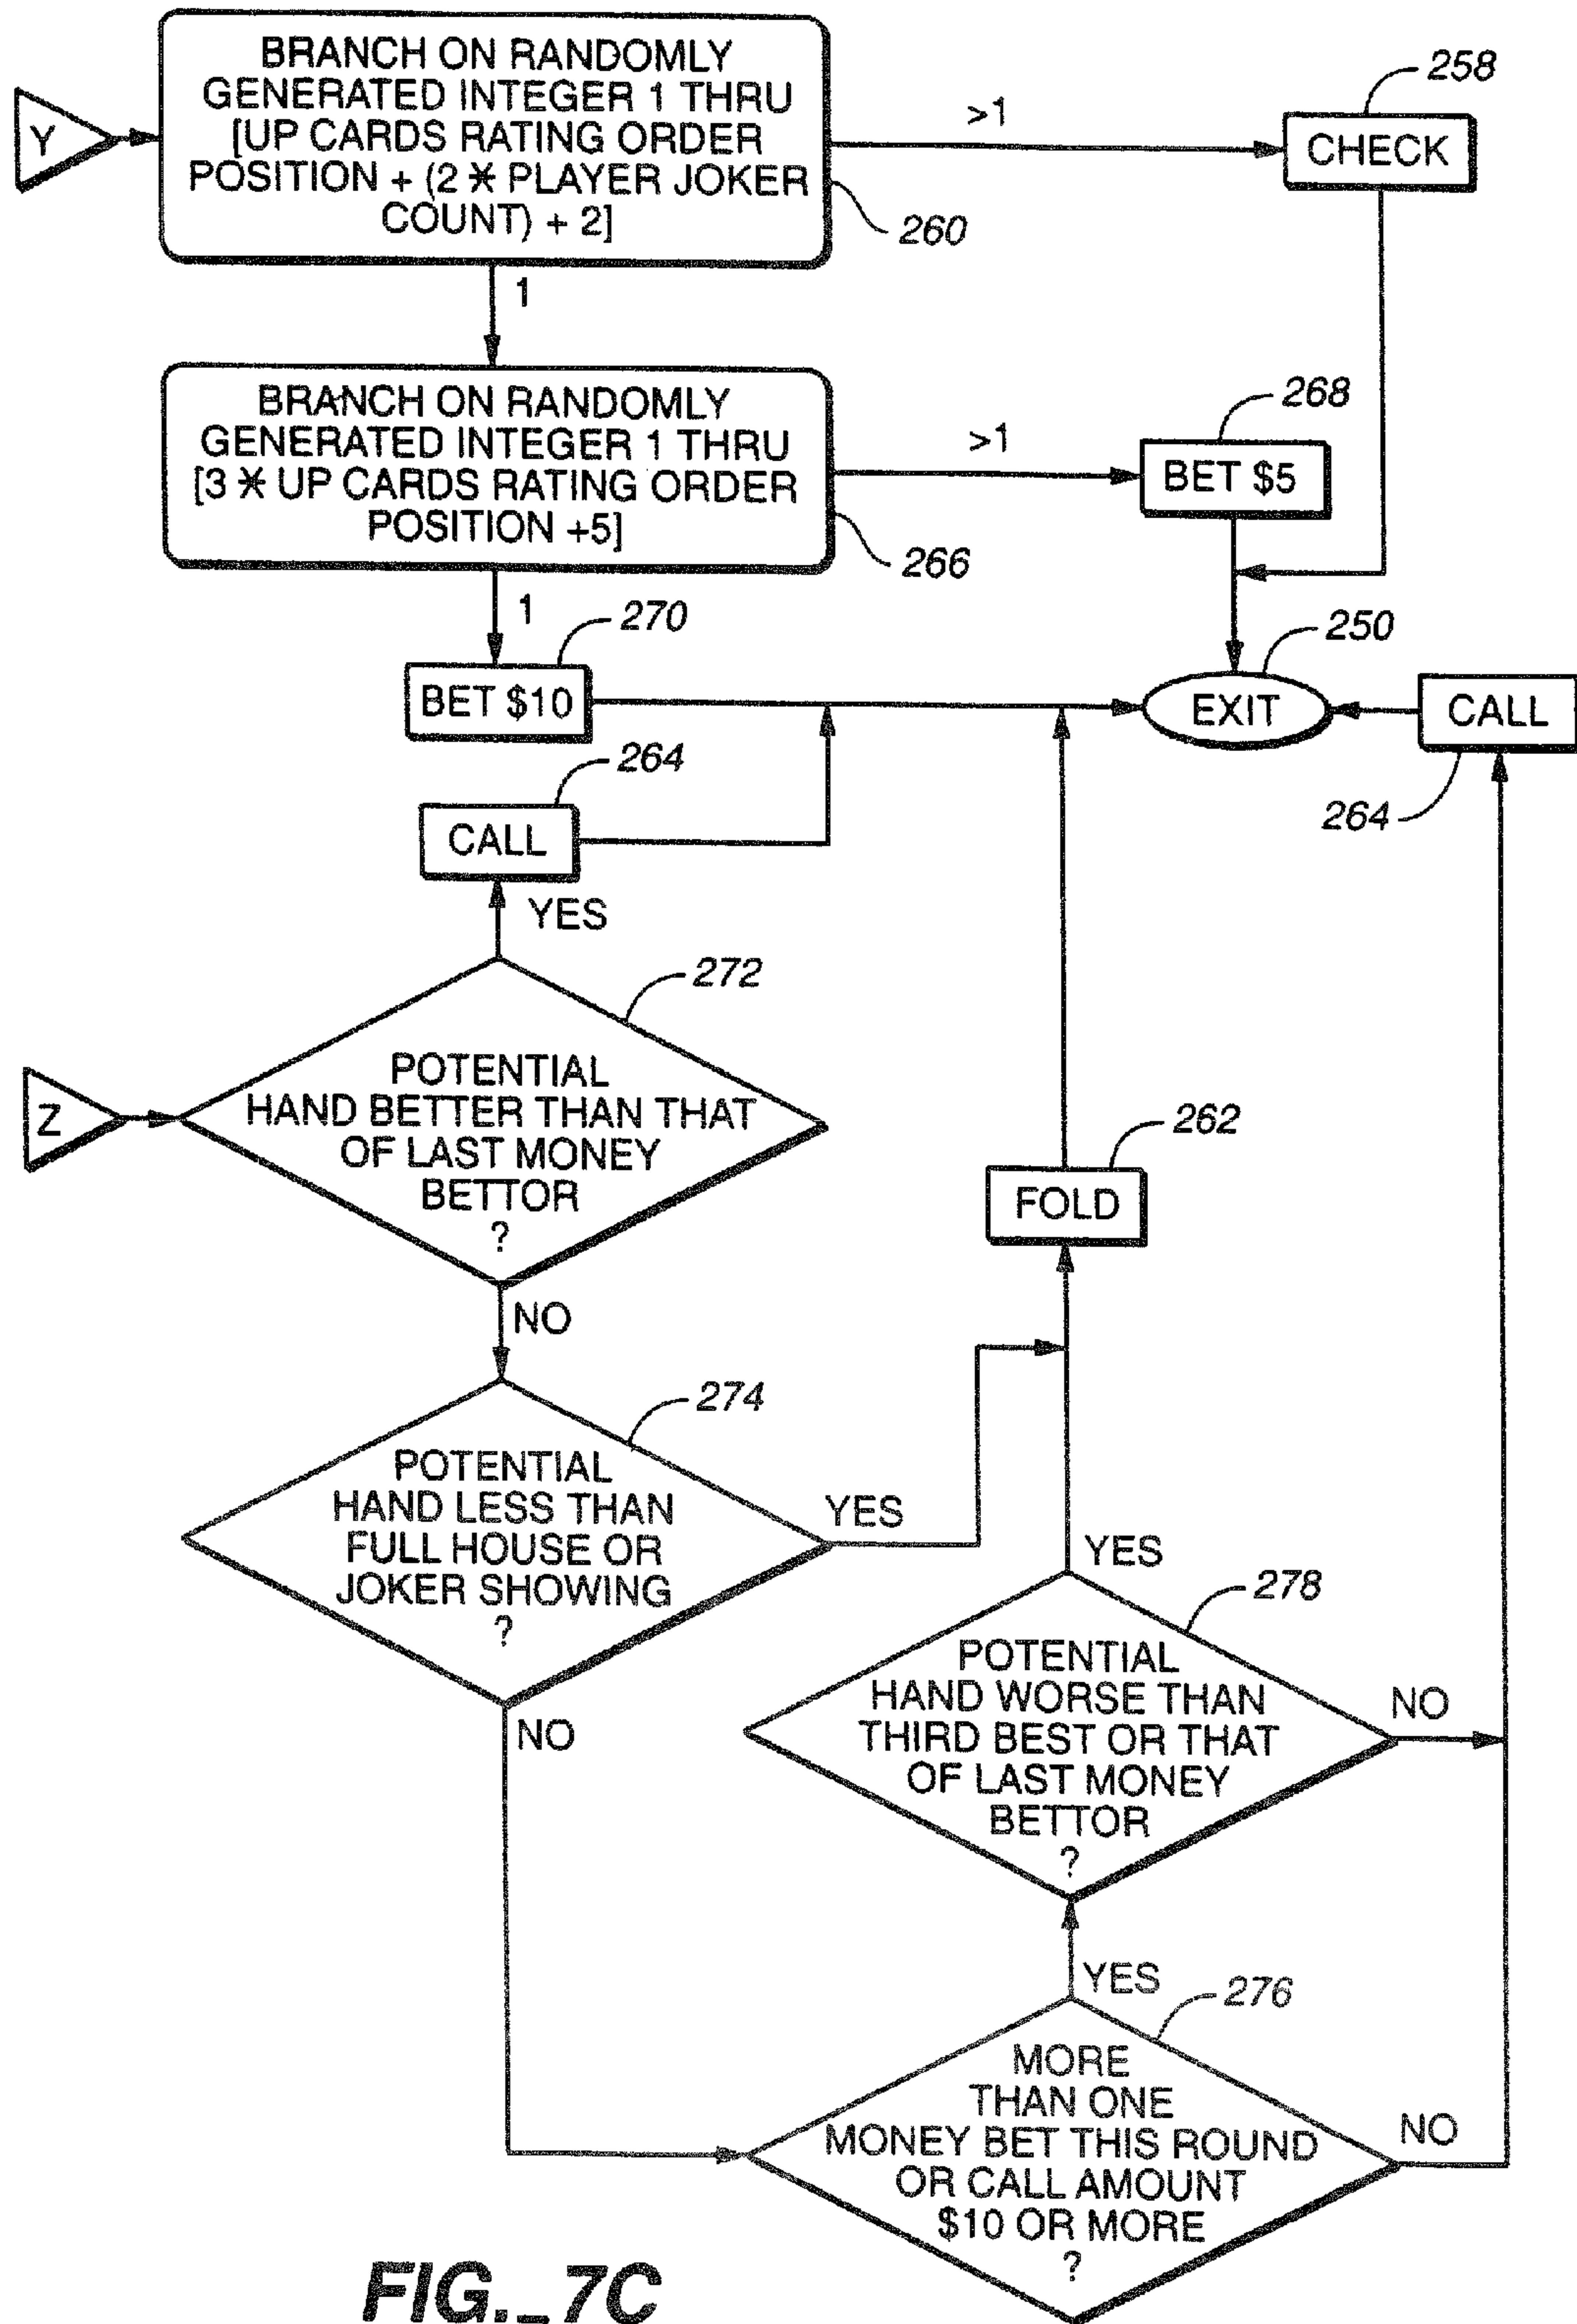 BRANCH ON RANDOMLY
GENERATED INTEGER 1 THRU
[UP CARDS RATING ORDER
POSITION + (2 * PLAYER JOKER
COUNT) + 2]
Y
>1
258
CHECK
260
1
BRANCH ON RANDOMLY
GENERATED INTEGER 1 THRU
[3 * UP CARDS RATING ORDER
POSITION +5]
>1
268
BET $5
266
1
270
BET $10
250
EXIT
CALL
264
264
CALL
YES
272
Z
POTENTIAL
HAND BETTER THAN THAT
OF LAST MONEY
BETTOR
?
262
FOLD
NO
274
POTENTIAL
HAND LESS THAN
FULL HOUSE OR
JOKER SHOWING
?
YES
NO
YES
278
POTENTIAL
HAND WORSE THAN
THIRD BEST OR THAT
OF LAST MONEY
BETTOR
?
NO
YES
276
MORE
THAN ONE
MONEY BET THIS ROUND
OR CALL AMOUNT
$10 OR MORE
?
NO
FIG._7C